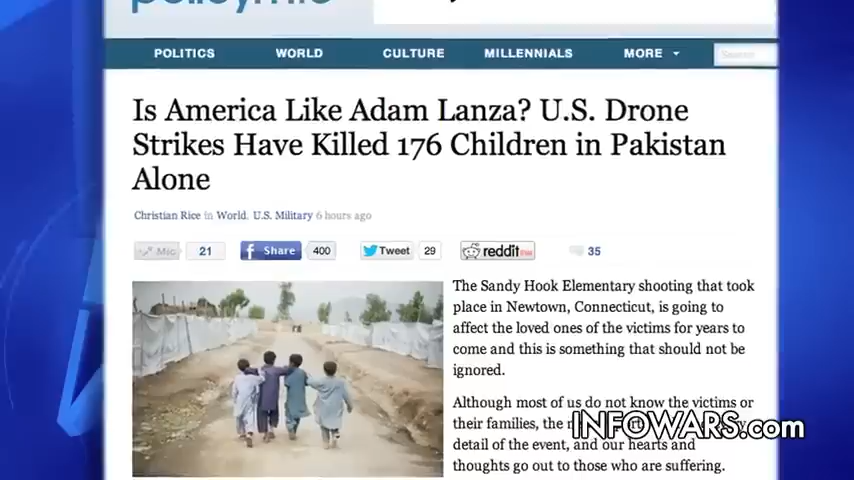 policymic
POLITICS WORLD CULTURE MILLENNIALS MORE Search
Is America Like Adam Lanza? U.S. Drone
Strikes Have Killed 176 Children in Pakistan
Alone
Christian Rice in World, U.S. Military 6 hours ago
Mic 21 Share 400 Tweet 29 reddit 35
The Sandy Hook Elementary shooting that took
place in Newtown, Connecticut, is going to
affect the loved ones of the victims for years to
come and this is something that should not be
ignored.
Although most of us do not know the victims or
their families, the
detail of the event, and our hearts and
thoughts go out to those who are suffering.
INFOWARS.com